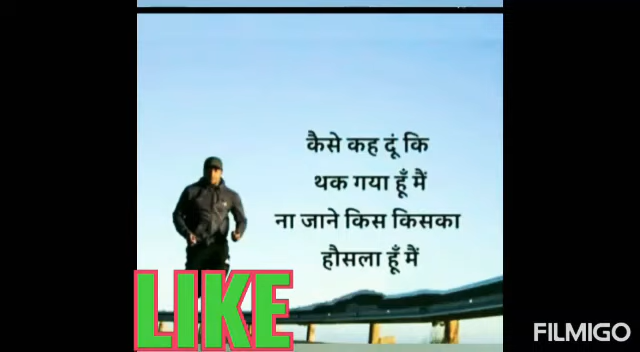 कैसे कह दूं कि
थक गया हूँ मैं
ना जाने किस किसका
हौसला हूँ मैं
LIKE
FILMIGO